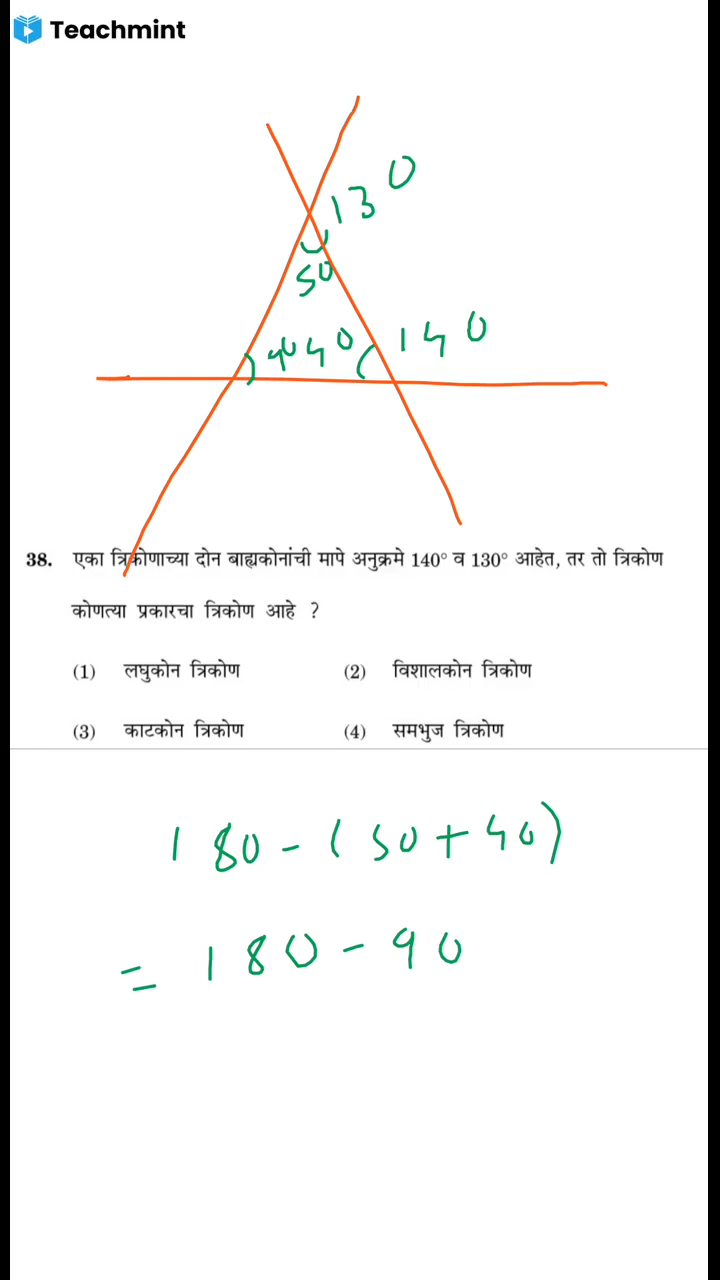 Teachmint
130
50
90 40 140
38. एका त्रिकोणाच्या दोन बाह्यकोनांची मापे अनुक्रमे 140° व 130° आहेत, तर तो त्रिकोण
कोणत्या प्रकारचा त्रिकोण आहे ?
(1) लघुकोन त्रिकोण (2) विशालकोन त्रिकोण
(3) काटकोन त्रिकोण (4) समभुज त्रिकोण
180 - (50 + 40)
= 180 - 90